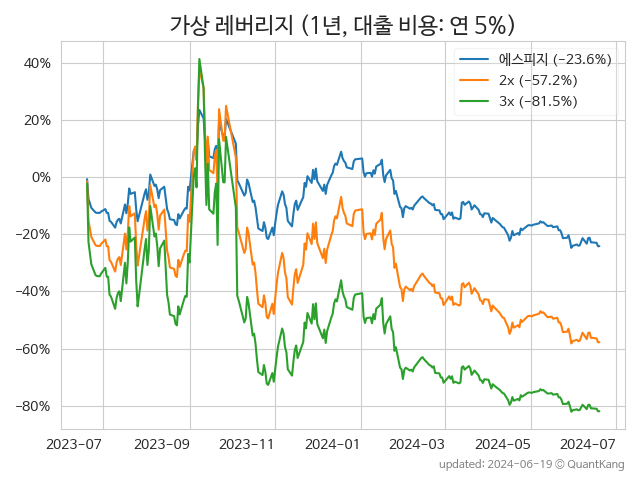 가상 레버리지 (1년, 대출 비용: 연 5%)
에스피지 (-23.6%)
2x (-57.2%)
3x (-81.5%)
40%
20%
0%
-20%
-40%
-60%
-80%
2023-07 2023-09 2023-11 2024-01 2024-03 2024-05 2024-07
updated: 2024-06-19 © QuantKang